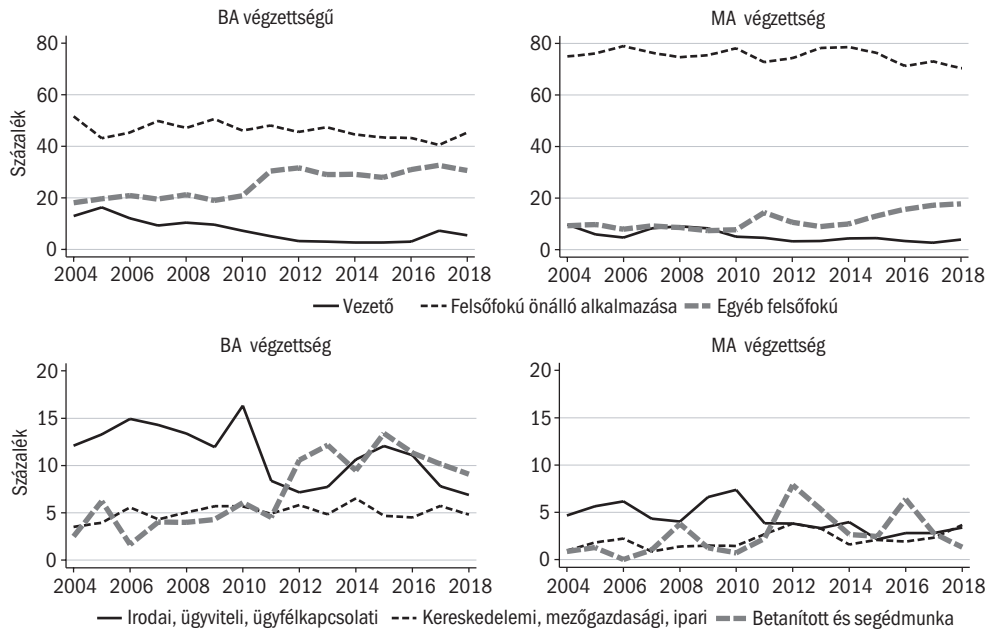 BA végzettségű
MA végzettség
Százalék
80
60
40
20
0
2004 2006 2008 2010 2012 2014 2016 2018
80
60
40
20
0
2004 2006 2008 2010 2012 2014 2016 2018
Vezető Felsőfokú önálló alkalmazása Egyéb felsőfokú
BA végzettség
MA végzettség
Százalék
20
15
10
5
0
2004 2006 2008 2010 2012 2014 2016 2018
20
15
10
5
0
2004 2006 2008 2010 2012 2014 2016 2018
Irodai, ügyviteli, ügyfélkapcsolati Kereskedelemi, mezőgazdasági, ipari Betanított és segédmunka